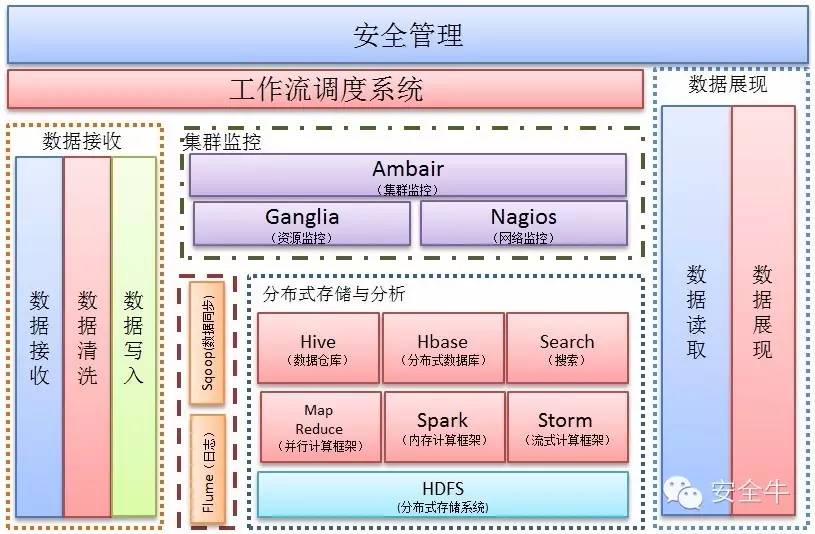 安全管理
工作流调度系统
数据展现
数据接收
集群监控
Ambair
(集群监控)
Ganglia
(资源监控)
Nagios
(网络监控)
数据接收
数据清洗
数据写入
Sqoop(数据同步)
Flume（日志）
分布式存储与分析
Hive
（数据仓库）
Hbase
（分布式数据库）
Search
（搜索）
Map
Reduce
（并行计算框架）
Spark
（内存计算框架）
Storm
（流式计算框架）
HDFS
(分布式存储系统)
数据读取
数据展现
安全牛